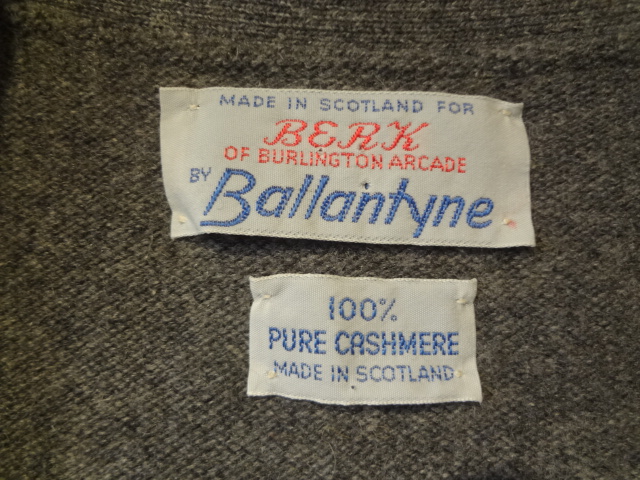 MADE IN SCOTLAND FOR
BERK
OF BURLINGTON ARCADE
BY Ballantyne
100%
PURE CASHMERE
MADE IN SCOTLAND